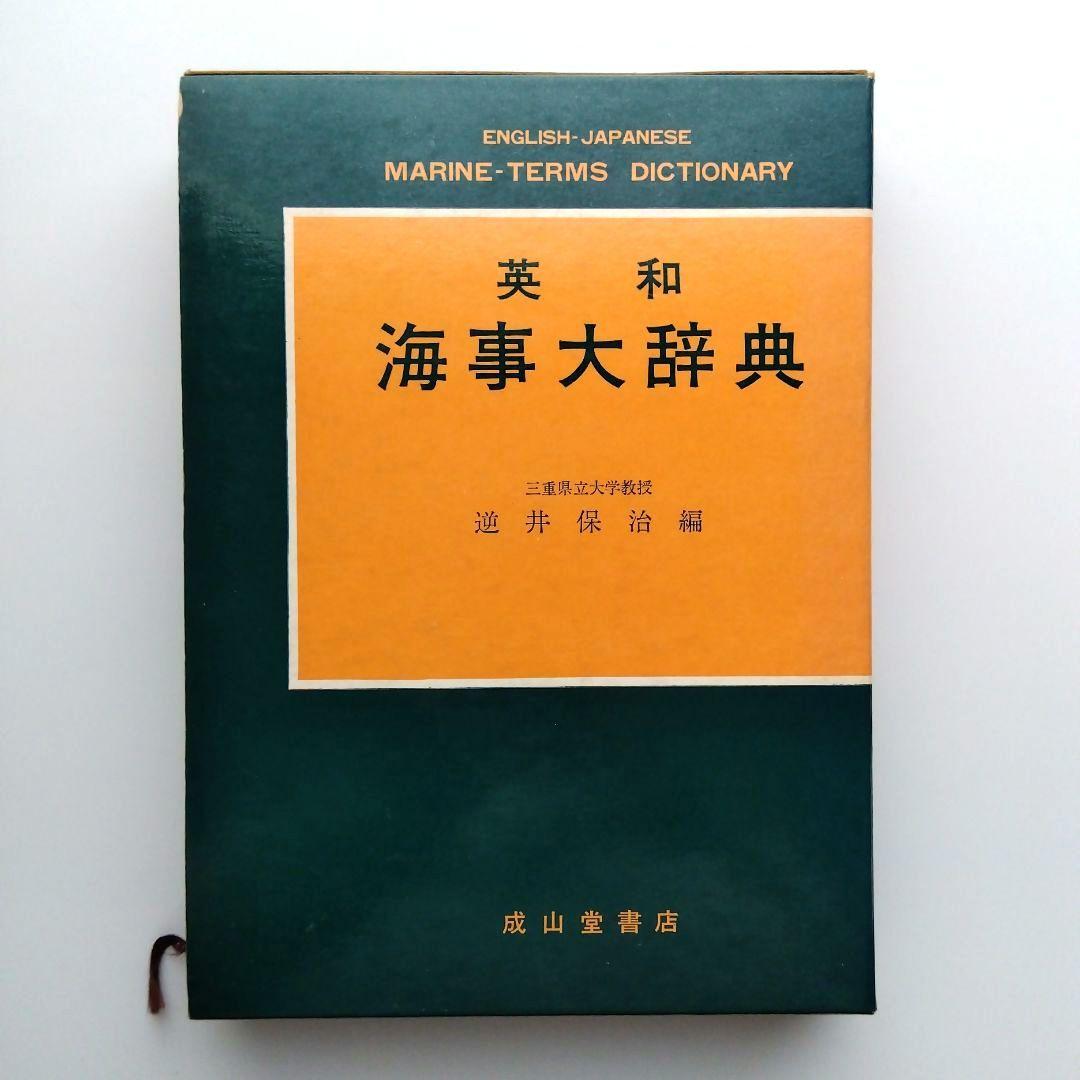 ENGLISH-JAPANESE
MARINE-TERMS DICTIONARY
英和
海事大辞典
三重県立大学教授
逆井保治編
成山堂書店